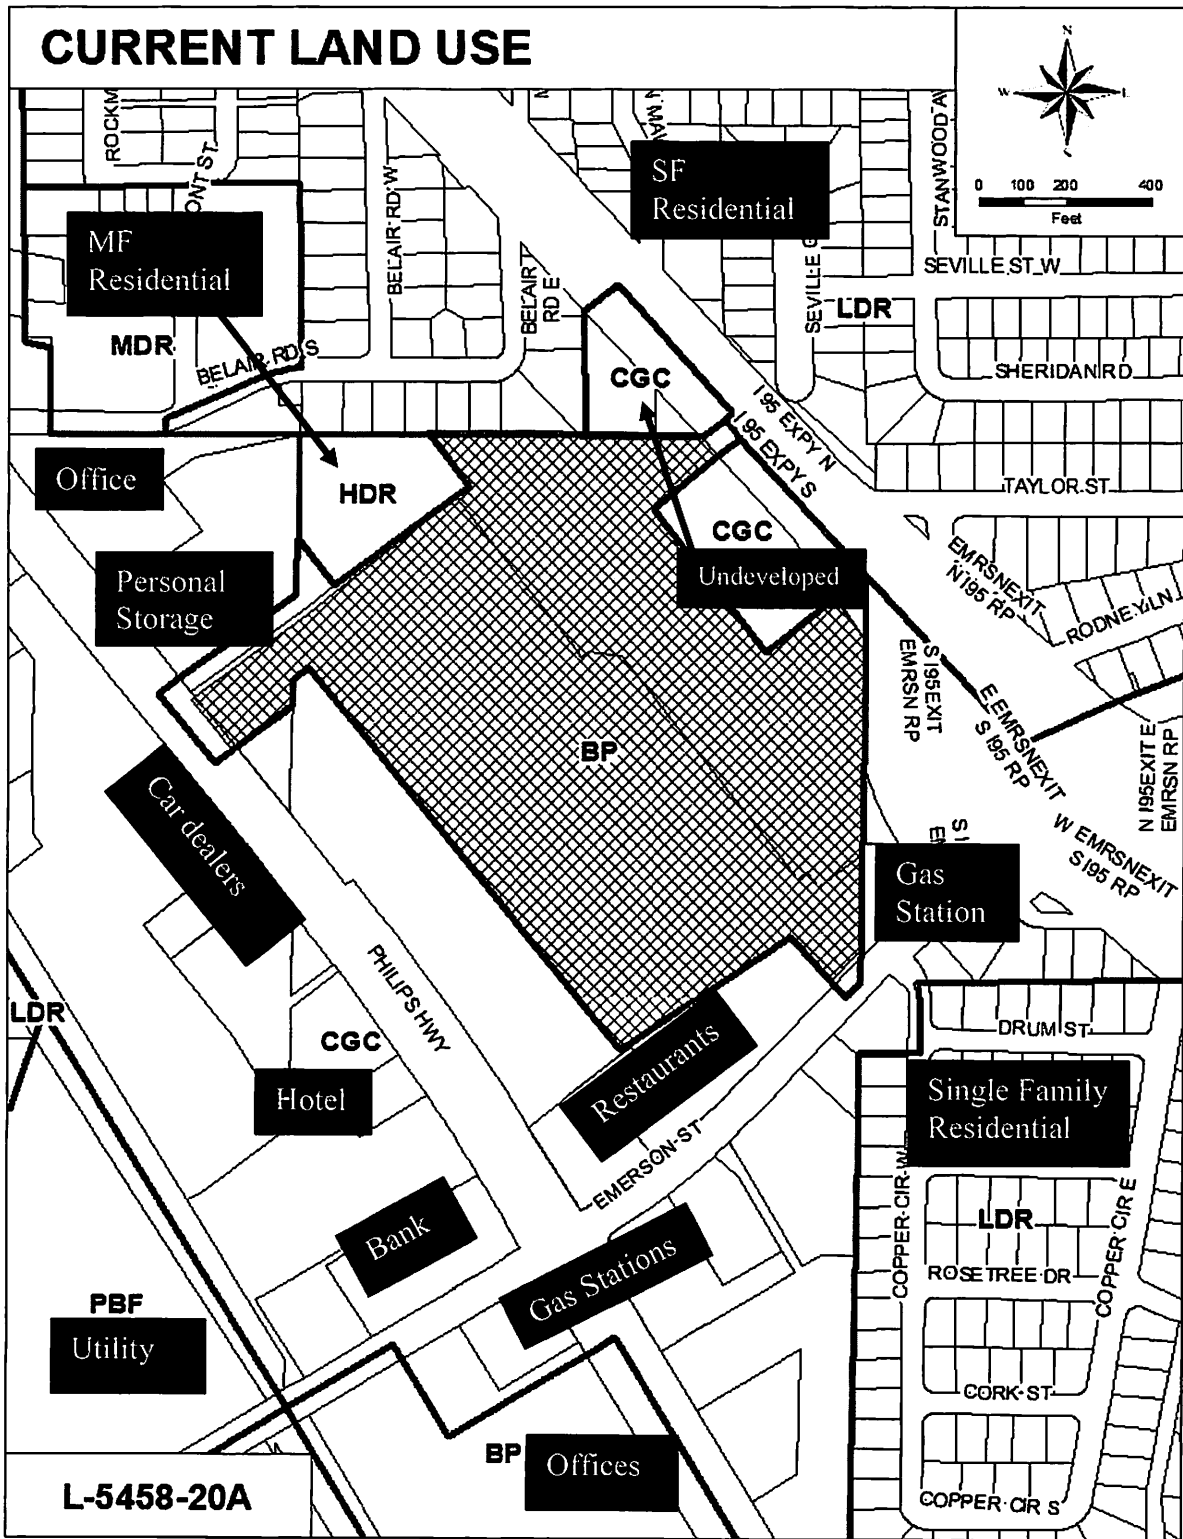 CURRENT LAND USE
N
W
E
S
0 100 200 400
Feet
ROCKM
ONT ST
BELAIR RD W
BELAIR
RD E
SF
Residential
STANWOOD A
SEVILLE ST W
LDR
SHERIDAN RD
TAYLOR ST
MF
Residential
MDR
BELAIR RD S
CGC
I 95 EXPY N
I 95 EXPY S
Office
HDR
CGC
Undeveloped
EMRSNEXIT
N I95 RP
RODNEY LN
Personal
Storage
S I95EXIT
EMRSN RP
E EMRSNEXIT
S I95 RP
N I95EXIT E
EMRSN RP
BP
Car dealers
W EMRSNEXIT
S I95 RP
S I
Gas
Station
PHILIPS HWY
LDR
CGC
Hotel
Restaurants
EMERSON ST
DRUM ST
Single Family
Residential
COPPER CIR W
COPPER CIR E
LDR
ROSETREE DR
Bank
Gas Stations
PBF
Utility
CORK ST
BP
Offices
COPPER CIR S
L-5458-20A